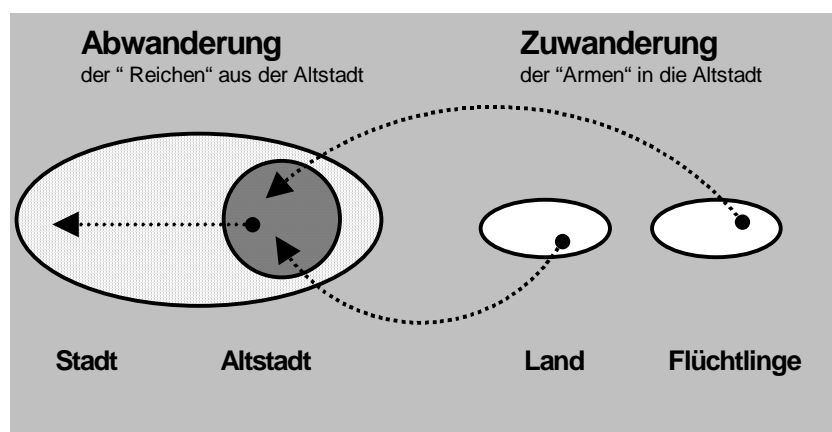 Abwanderung
der “ Reichen“ aus der Altstadt
Zuwanderung
der “Armen“ in die Altstadt
Stadt
Altstadt
Land
Flüchtlinge